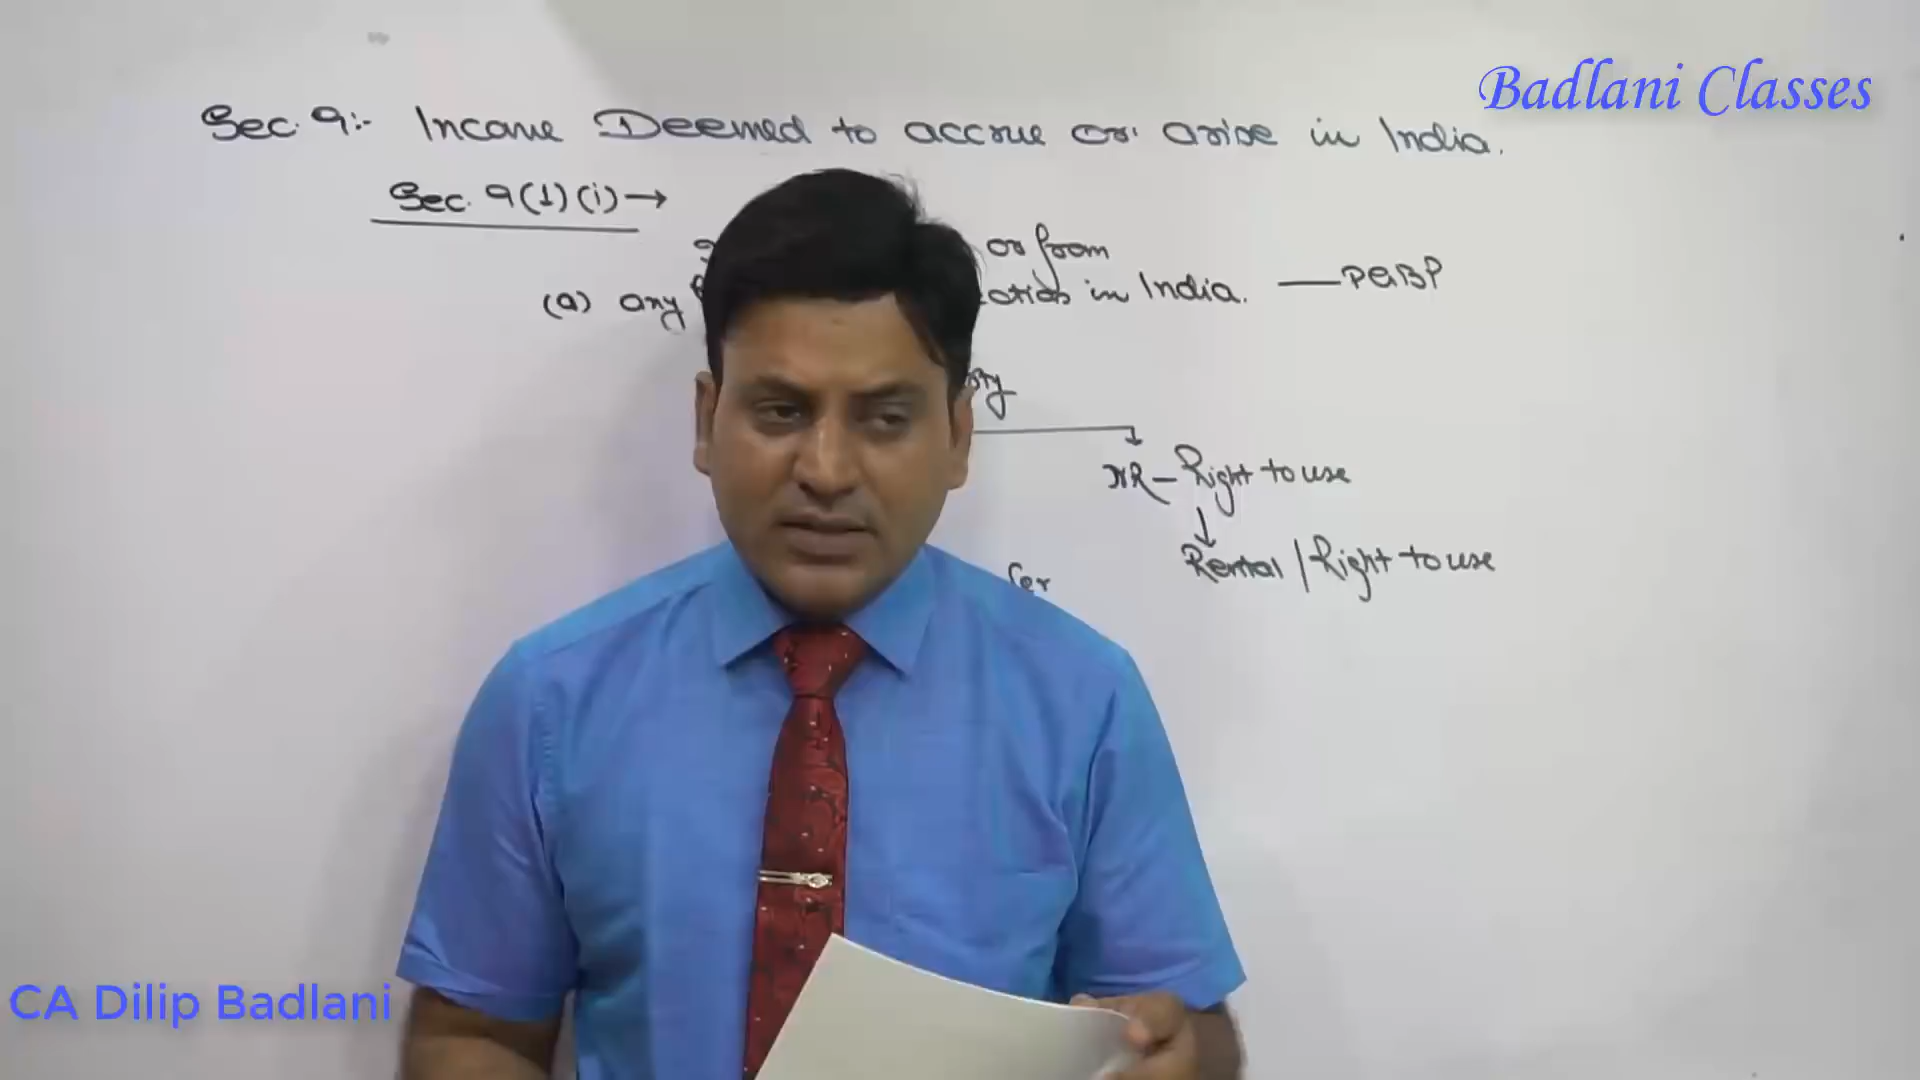 Badlani Classes
Sec. 9:- Income Deemed to accrue or arise in India.
Sec. 9(1)(i) →
or from
(a) any in India. — PGBP
NR - Right to use
↓
Rental / Right to use
CA Dilip Badlani